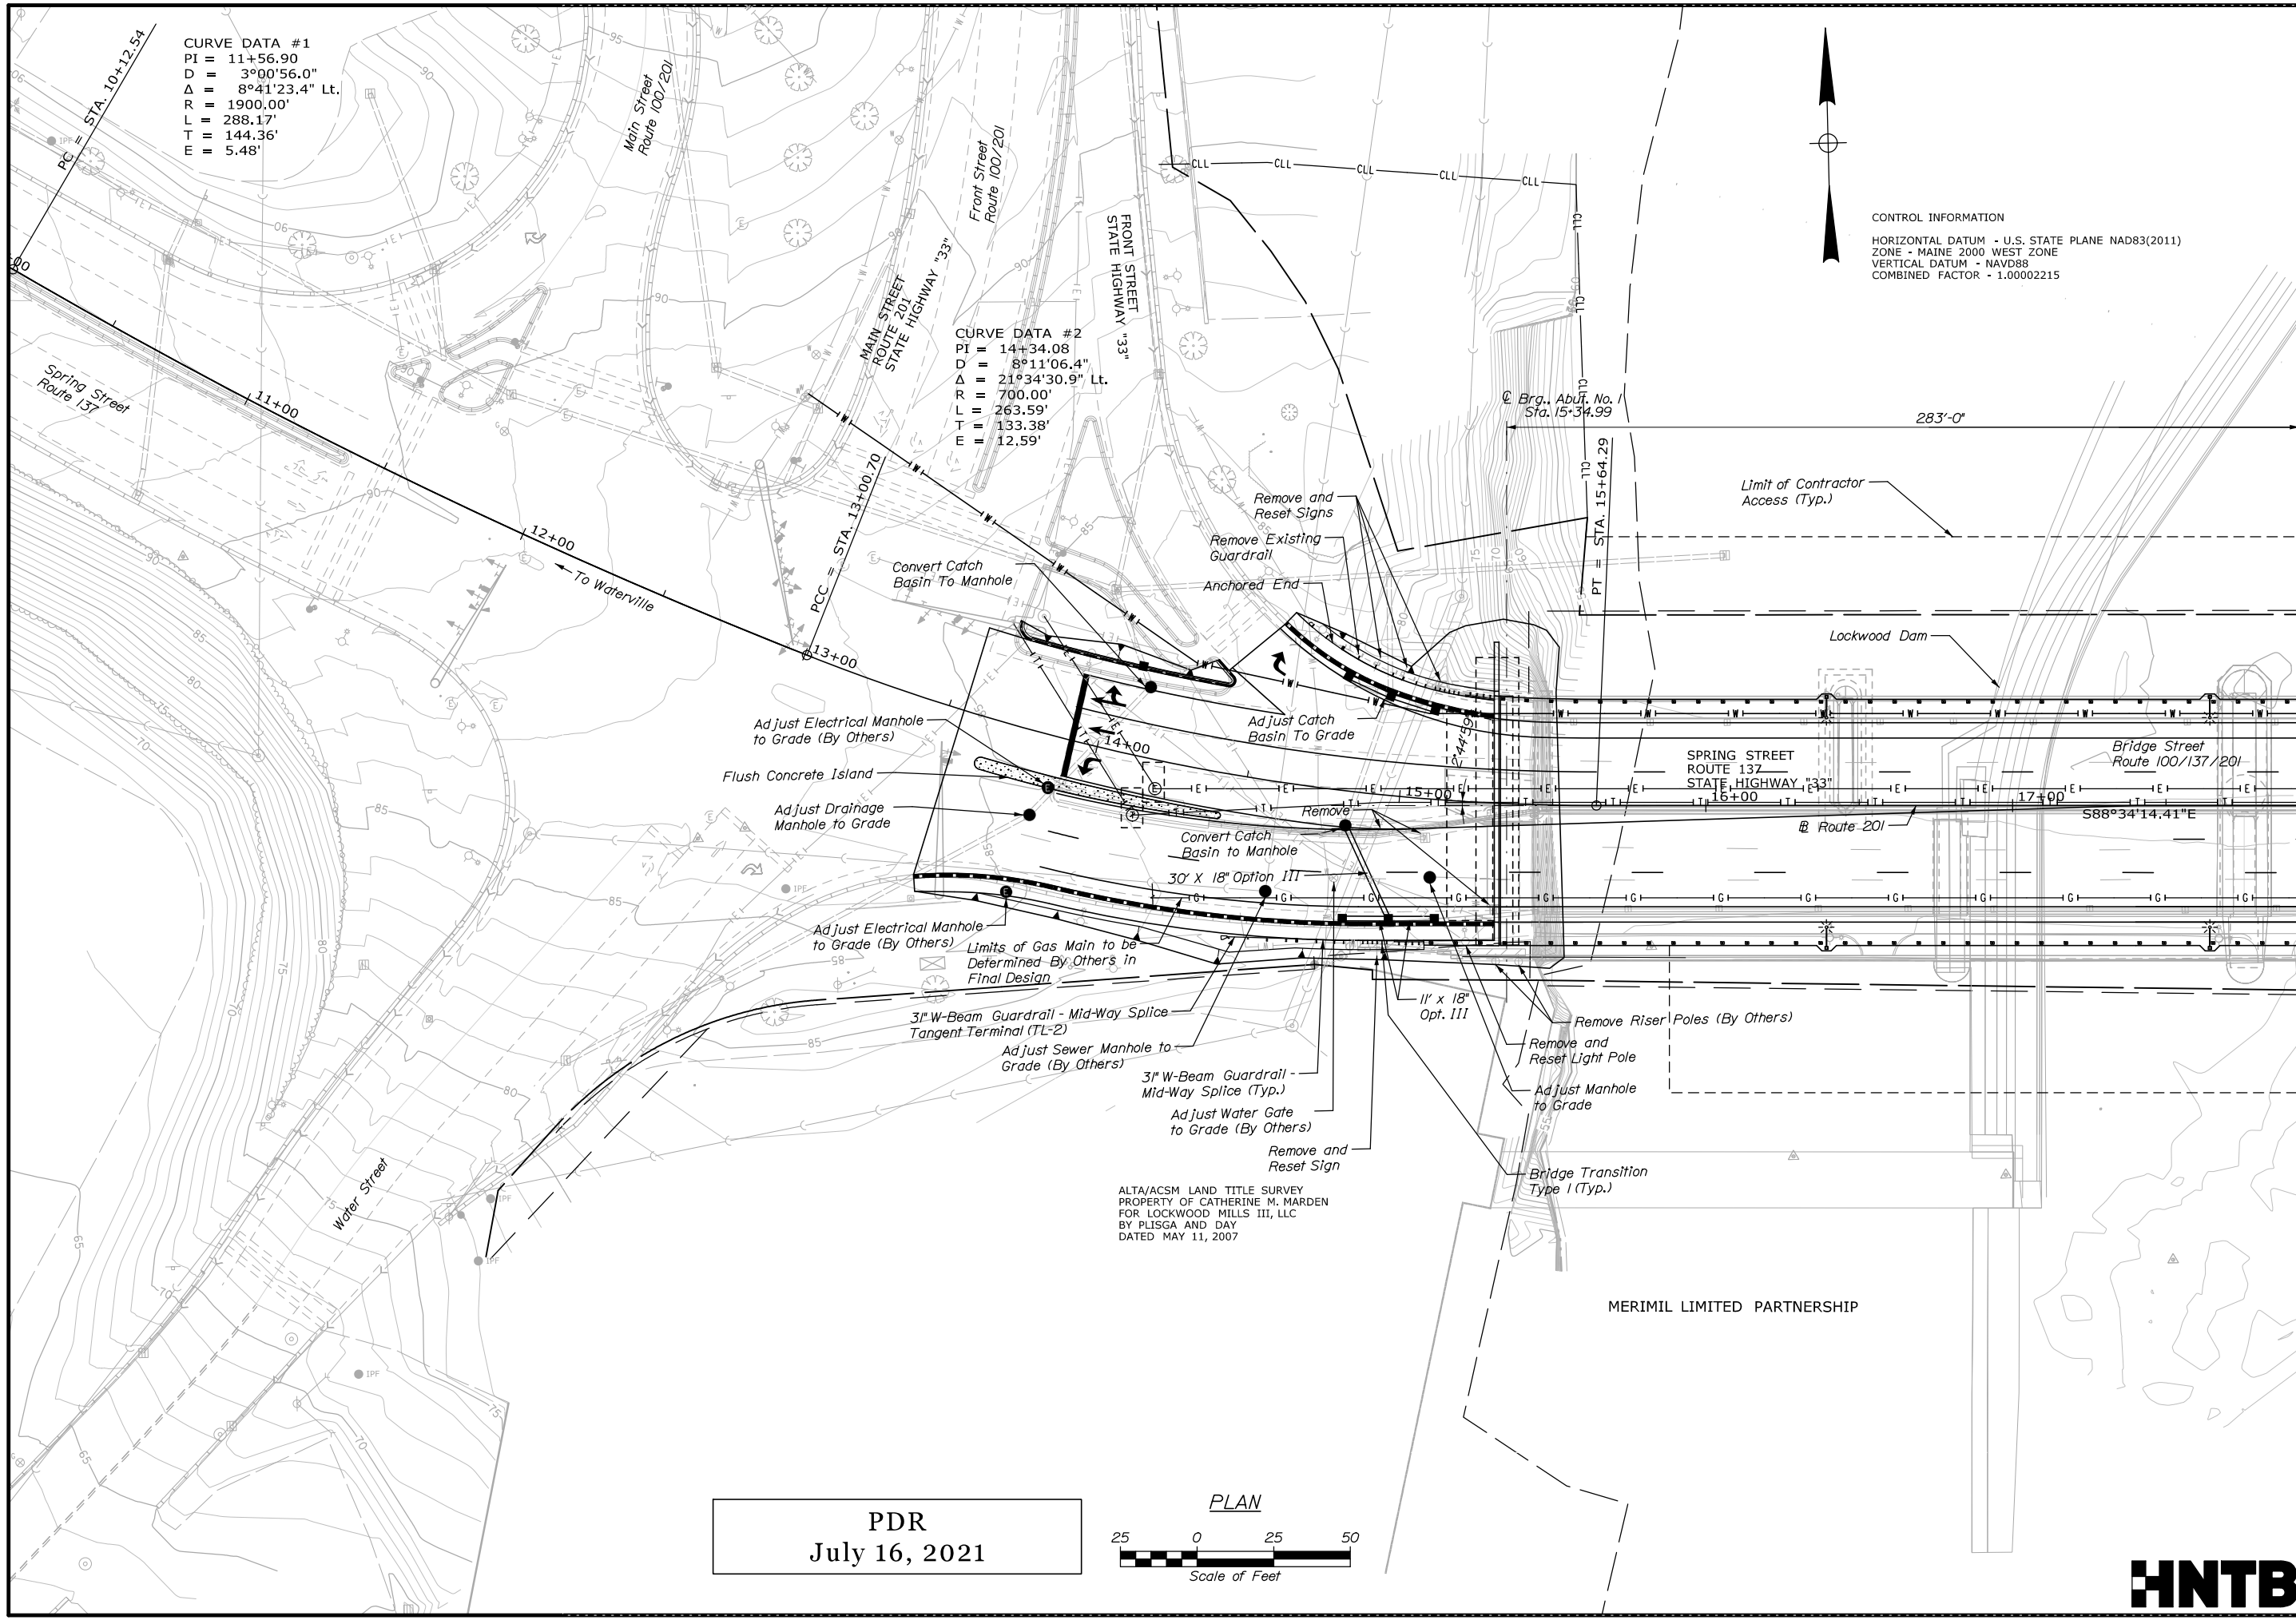 CURVE DATA #1
PI = 11+56.90
D = 3°00'56.0"
Δ = 8°41'23.4" Lt.
R = 1900.00'
L = 288.17'
T = 144.36'
E = 5.48'
PC = STA. 10+12.54
Main Street
Route 100/201
Front Street
Route 100/201
FRONT STREET
STATE HIGHWAY "33"
MAIN STREET
ROUTE 201
STATE HIGHWAY "33"
CONTROL INFORMATION
HORIZONTAL DATUM - U.S. STATE PLANE NAD83(2011)
ZONE - MAINE 2000 WEST ZONE
VERTICAL DATUM - NAVD88
COMBINED FACTOR - 1.00002215
CURVE DATA #2
PI = 14+34.08
D = 8°11'06.4"
Δ = 21°34'30.9" Lt.
R = 700.00'
L = 263.59'
T = 133.38'
E = 12.59'
Spring Street
Route 137
11+00
12+00
To Waterville
PCC = STA. 13+00.70
13+00
℄ Brg., Abut. No. 1
Sta. 15+34.99
283'-0"
PT = STA. 15+64.29
Limit of Contractor
Access (Typ.)
Remove and
Reset Signs
Remove Existing
Guardrail
Anchored End
Convert Catch
Basin To Manhole
Lockwood Dam
Adjust Electrical Manhole
to Grade (By Others)
Flush Concrete Island
Adjust Drainage
Manhole to Grade
14+00
Adjust Catch
Basin To Grade
2°44'59"
15+00
SPRING STREET
ROUTE 137
STATE HIGHWAY "33"
16+00
Bridge Street
Route 100/137/201
17+00
S88°34'14.41"E
Route 201
Remove
Convert Catch
Basin to Manhole
30' X 18" Option III
Adjust Electrical Manhole
to Grade (By Others)
Limits of Gas Main to be
Determined By Others in
Final Design
31" W-Beam Guardrail - Mid-Way Splice
Tangent Terminal (TL-2)
Adjust Sewer Manhole to
Grade (By Others)
31" W-Beam Guardrail -
Mid-Way Splice (Typ.)
Adjust Water Gate
to Grade (By Others)
Remove and
Reset Sign
11' x 18"
Opt. III
Remove Riser Poles (By Others)
Remove and
Reset Light Pole
Adjust Manhole
to Grade
Bridge Transition
Type I (Typ.)
Water Street
ALTA/ACSM LAND TITLE SURVEY
PROPERTY OF CATHERINE M. MARDEN
FOR LOCKWOOD MILLS III, LLC
BY PLISGA AND DAY
DATED MAY 11, 2007
MERIMIL LIMITED PARTNERSHIP
PDR
July 16, 2021
PLAN
25 0 25 50
Scale of Feet
HNTB